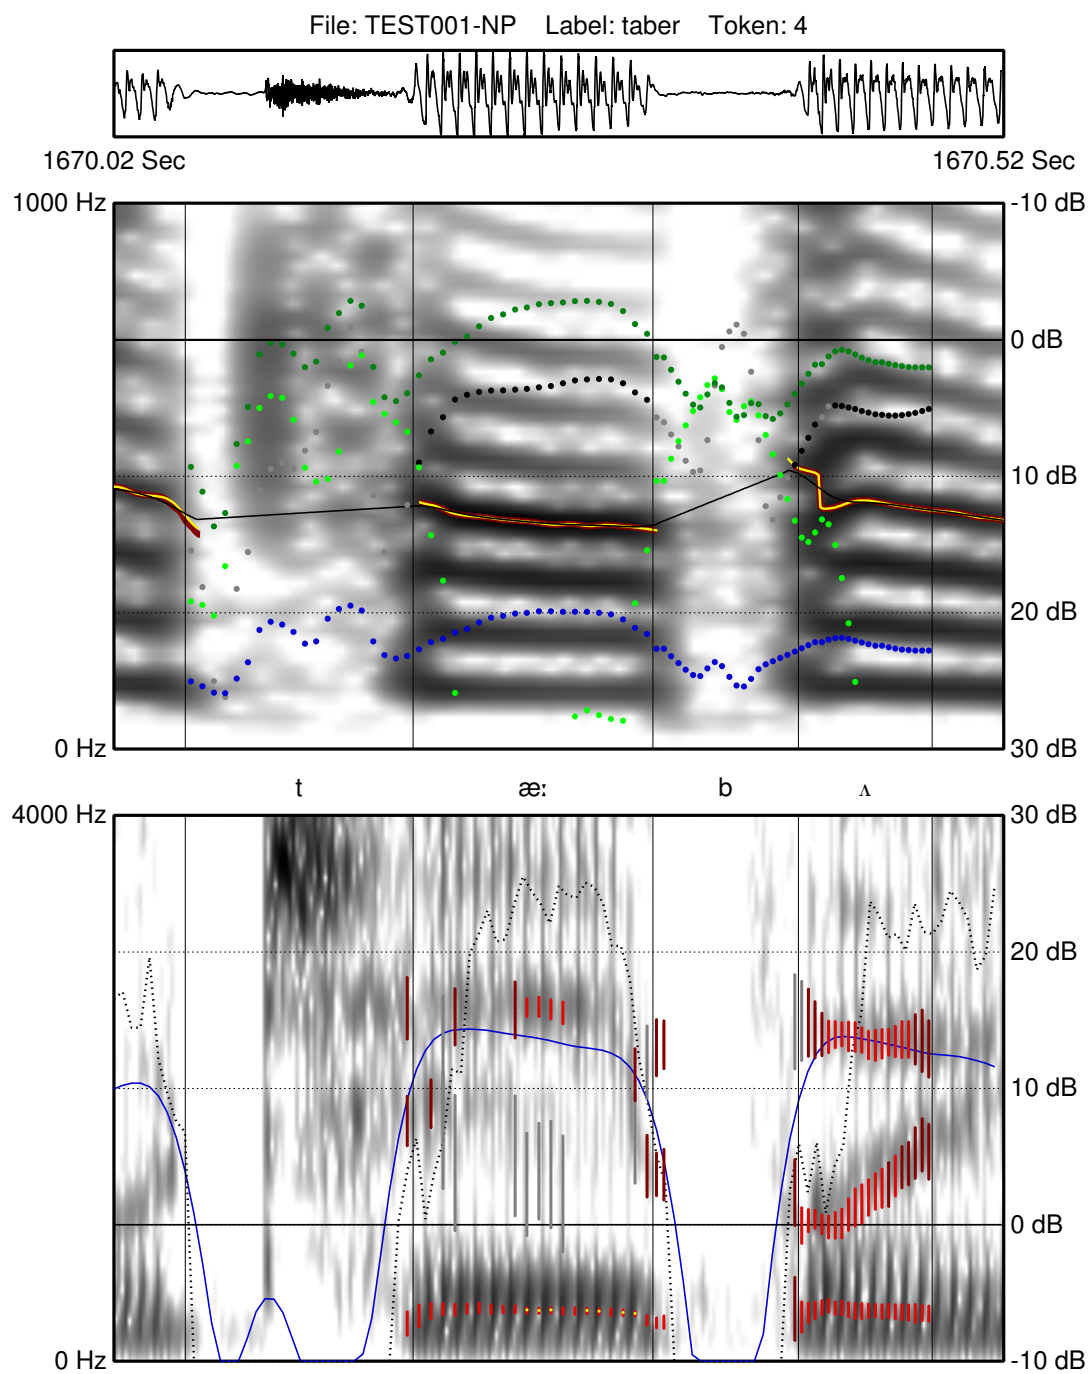 File: TEST001-NP Label: taber Token: 4
1670.02 Sec 1670.52 Sec
1000 Hz -10 dB
0 dB
10 dB
20 dB
0 Hz 30 dB
t æː b ʌ
4000 Hz 30 dB
20 dB
10 dB
0 dB
0 Hz -10 dB